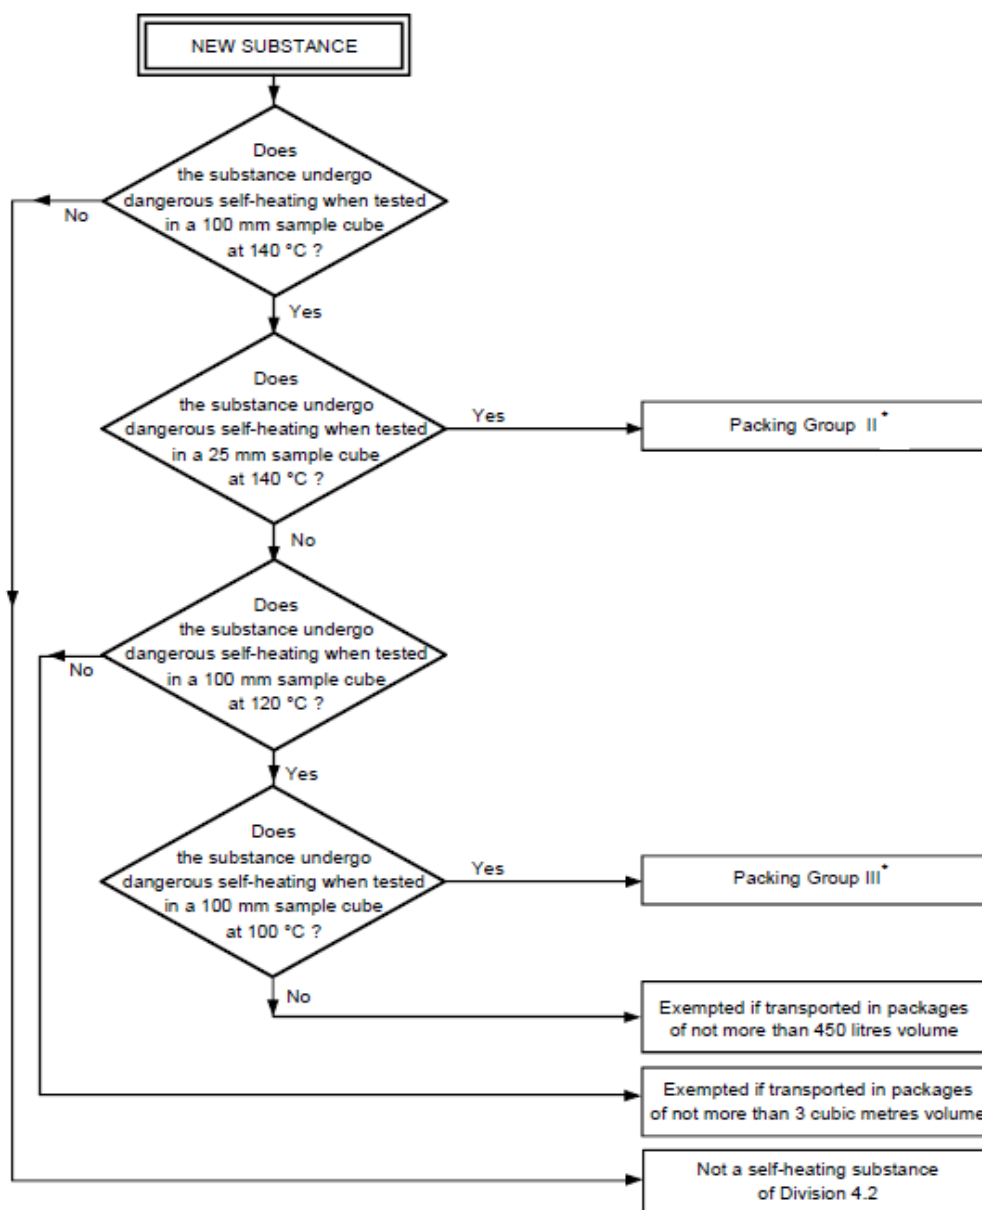 NEW SUBSTANCE
Does
the substance undergo
dangerous self-heating when tested
in a 100 mm sample cube
at 140 °C ?
No
Yes
Does
the substance undergo
dangerous self-heating when tested
in a 25 mm sample cube
at 140 °C ?
Yes
Packing Group II*
No
Does
the substance undergo
dangerous self-heating when tested
in a 100 mm sample cube
at 120 °C ?
No
Yes
Does
the substance undergo
dangerous self-heating when tested
in a 100 mm sample cube
at 100 °C ?
Yes
Packing Group III*
No
Exempted if transported in packages
of not more than 450 litres volume
Exempted if transported in packages
of not more than 3 cubic metres volume
Not a self-heating substance
of Division 4.2